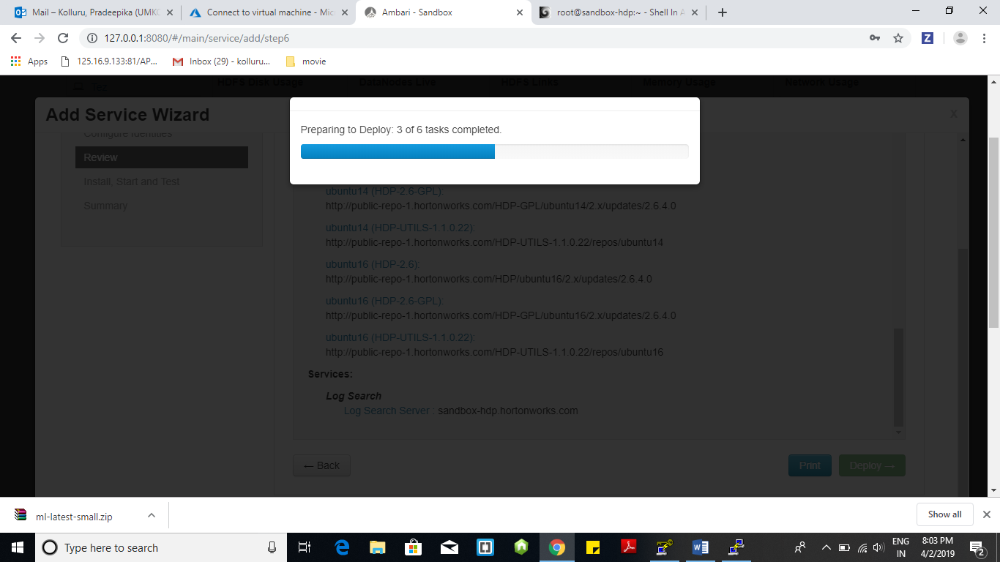 Mail – Kolluru, Pradeepika (UMKC
Connect to virtual machine - Mic
Ambari - Sandbox
root@sandbox-hdp:~ - Shell In A
127.0.0.1:8080/#/main/service/add/step6
Apps
125.16.9.133:81/AP...
Inbox (29) - kolluru...
movie
HDFS Disk Usage
DataNodes Live
HDFS Links
Memory Usage
Network Usage
Tez
Add Service Wizard
X
Preparing to Deploy: 3 of 6 tasks completed.
Configure Identities
Review
Install, Start and Test
Summary
ubuntu14 (HDP-2.6-GPL):
http://public-repo-1.hortonworks.com/HDP-GPL/ubuntu14/2.x/updates/2.6.4.0
ubuntu14 (HDP-UTILS-1.1.0.22):
http://public-repo-1.hortonworks.com/HDP-UTILS-1.1.0.22/repos/ubuntu14
ubuntu16 (HDP-2.6):
http://public-repo-1.hortonworks.com/HDP/ubuntu16/2.x/updates/2.6.4.0
ubuntu16 (HDP-2.6-GPL):
http://public-repo-1.hortonworks.com/HDP-GPL/ubuntu16/2.x/updates/2.6.4.0
ubuntu16 (HDP-UTILS-1.1.0.22):
http://public-repo-1.hortonworks.com/HDP-UTILS-1.1.0.22/repos/ubuntu16
Services:
Log Search
Log Search Server : sandbox-hdp.hortonworks.com
← Back
Print
Deploy →
ml-latest-small.zip
Show all
Type here to search
ENG
IN
8:03 PM
4/2/2019
2